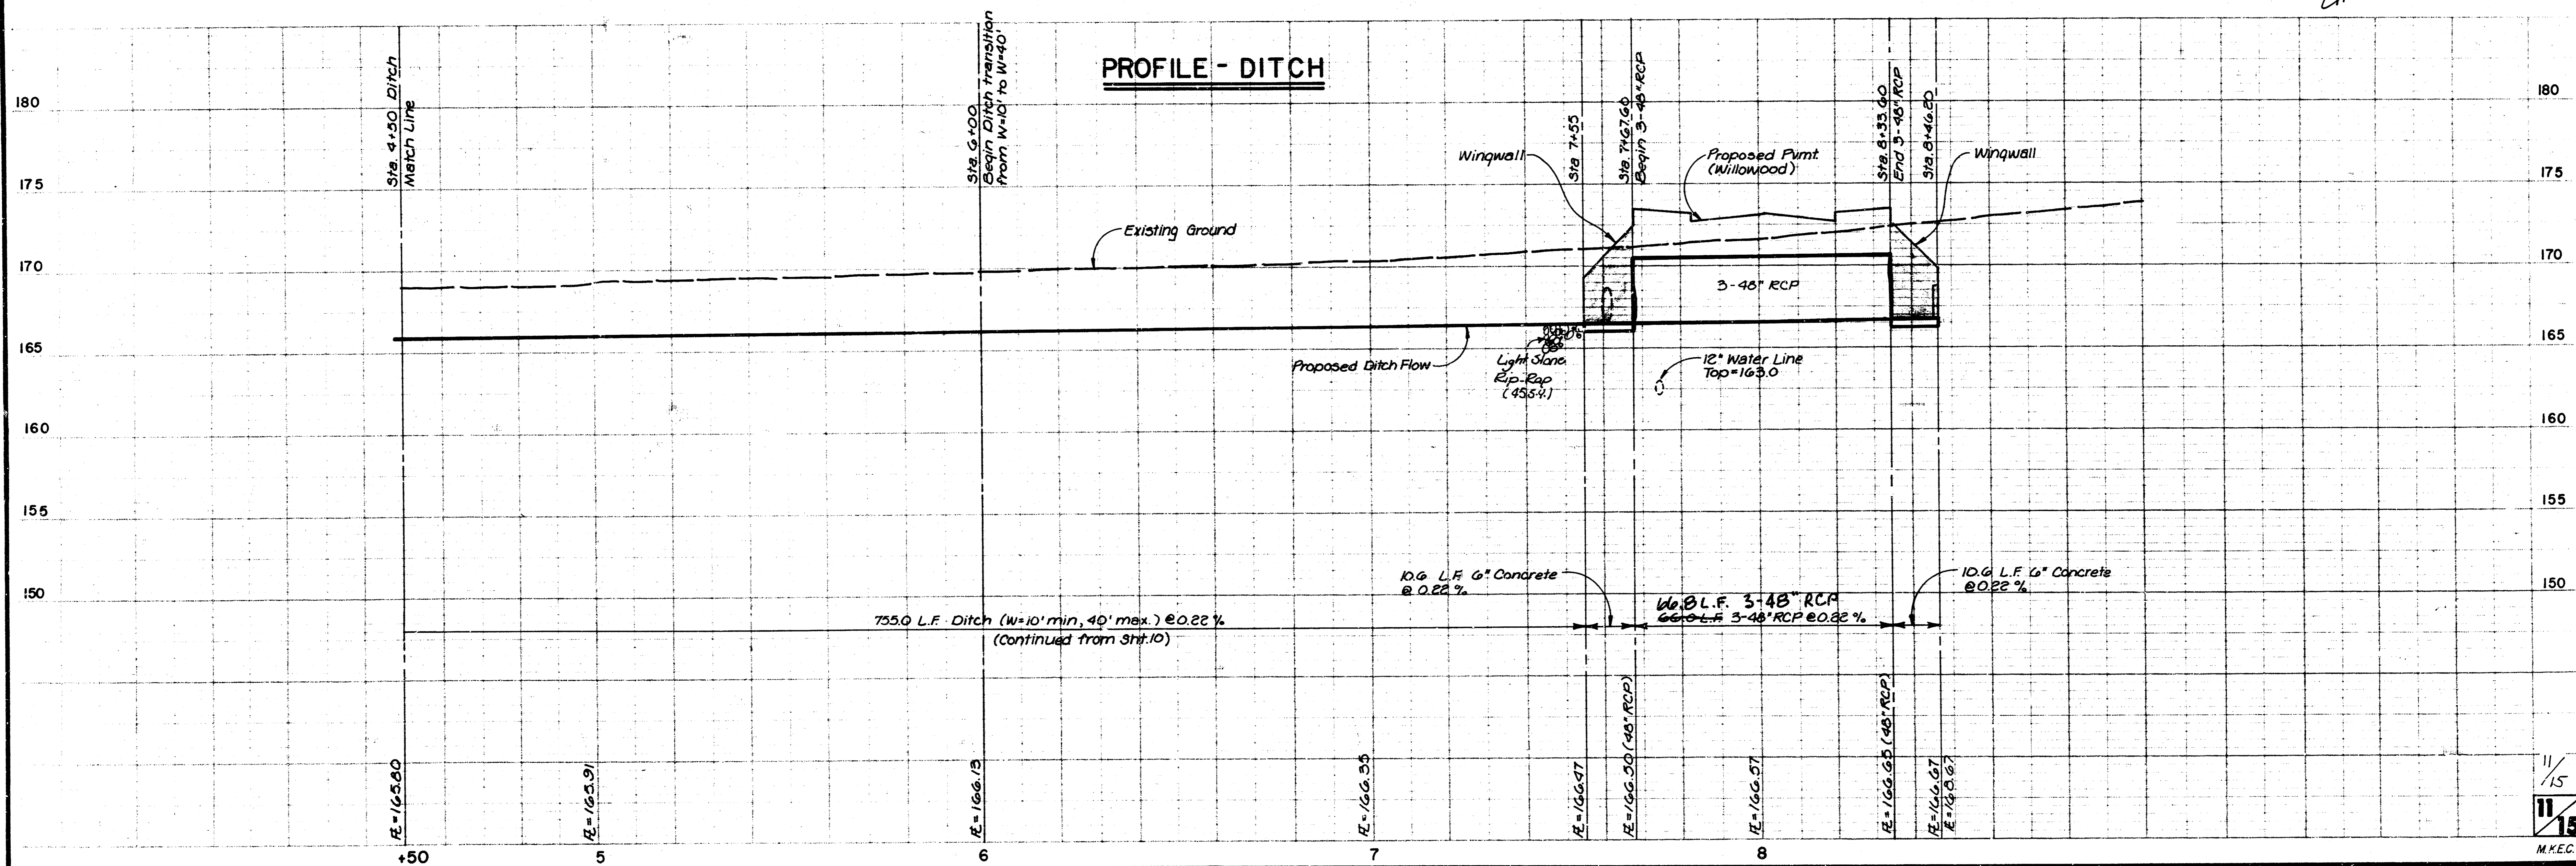 PROFILE - DITCH
180
175
170
165
160
155
150
Sta. 4+50 Ditch
Match Line
Sta. 6+00
Begin Ditch transition
from W=10' to W=40'
Sta 7+55
Sta. 7+67.60
Begin 3-48" RCP
Sta. 8+33.60
End 3-48" RCP
Sta. 8+46.20
180
175
170
165
160
155
150
Wingwall
Proposed Pvmt.
(Willowood)
Wingwall
Existing Ground
3-48" RCP
Proposed Ditch Flow
Light Stone
Rip-Rap
12" Water Line
Top=163.0
10.6 L.F. 6" Concrete
@ 0.22 %
10.6 L.F. 6" Concrete
@ 0.22 %
66.8 L.F. 3-48" RCP
66.0 L.F. 3-48" RCP @ 0.22 %
755.0 L.F. Ditch (W=10' min, 40' max.) @ 0.22 %
(Continued from Sht. 10)
FL=165.80
FL=165.91
FL=166.13
FL=166.35
FL=166.47
FL=166.50 (48" RCP)
FL=166.57
FL=166.65 (48" RCP)
FL=166.67
FL=168.67
+50
5
6
7
8
11/15
11/15
M.K.E.C.